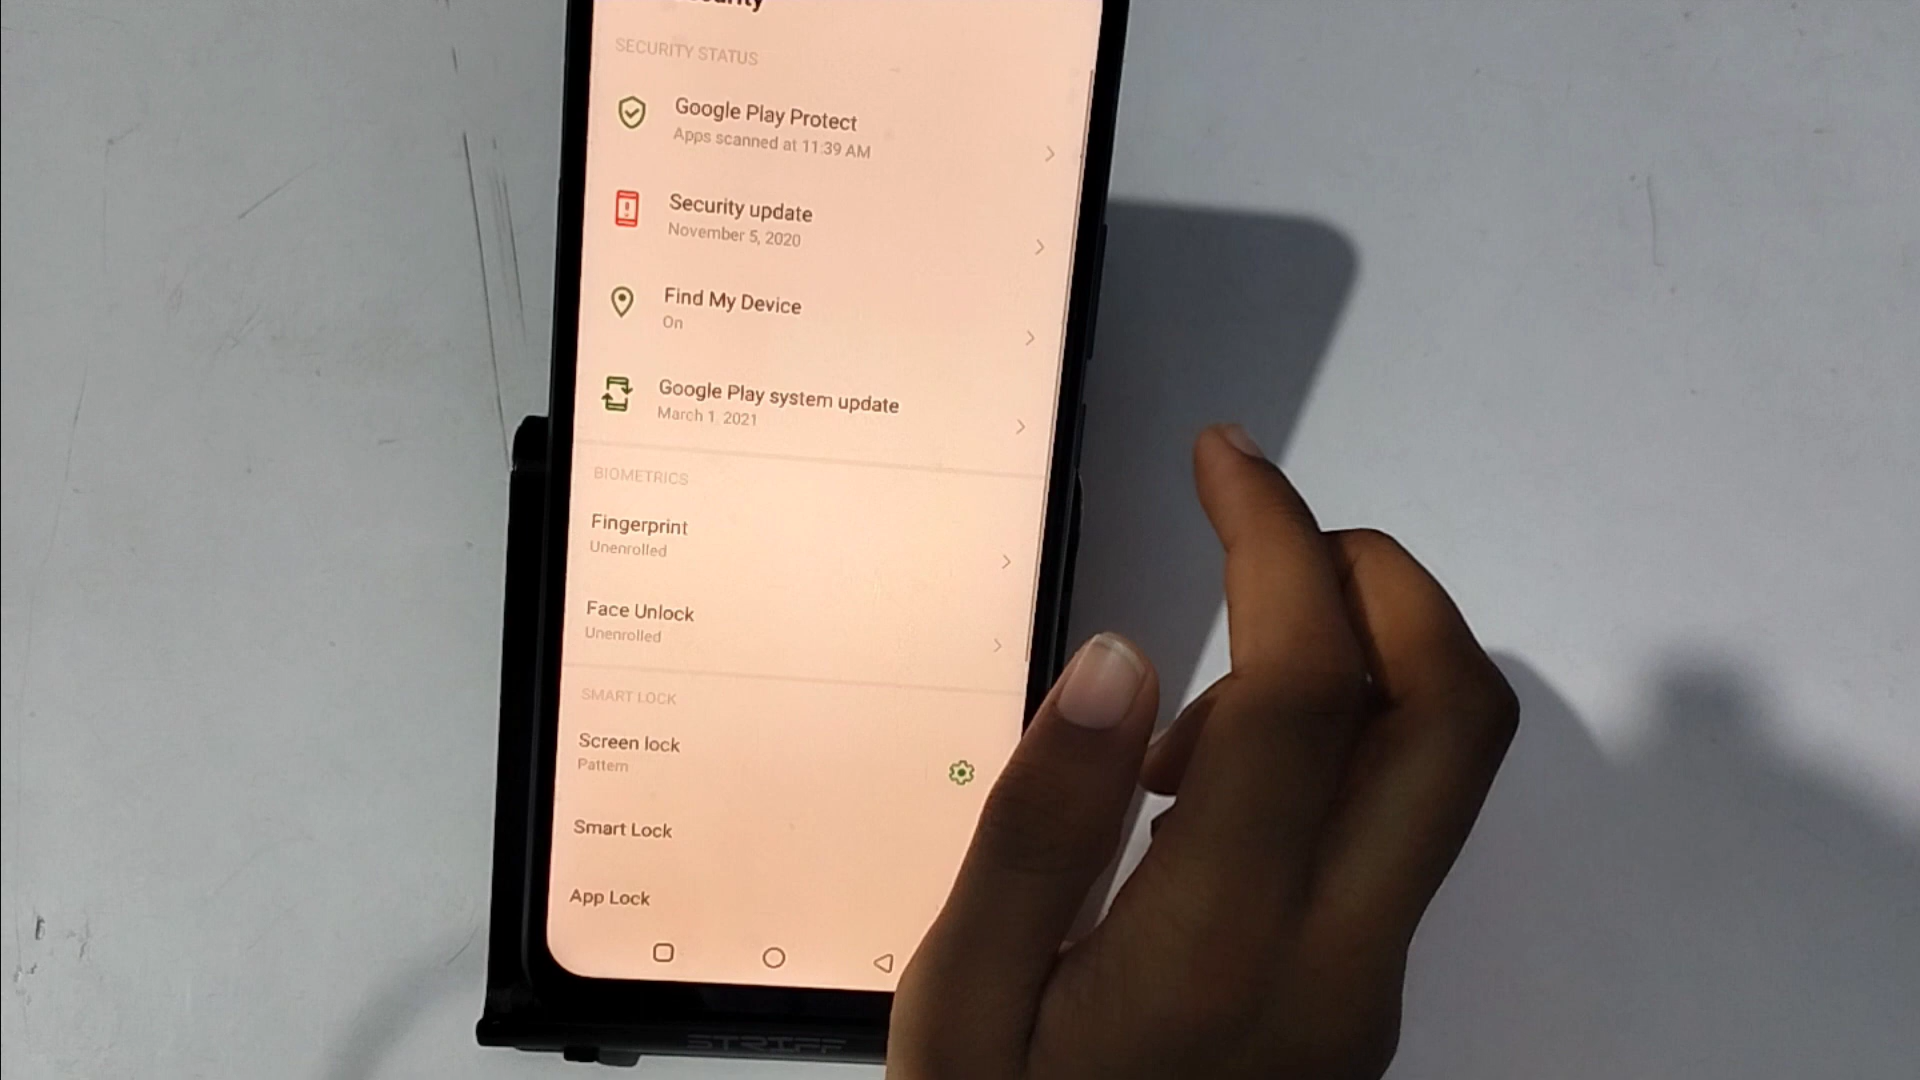 SECURITY STATUS
Google Play Protect
Apps scanned at 11:39 AM
Security update
November 5, 2020
Find My Device
On
Google Play system update
March 1, 2021
BIOMETRICS
Fingerprint
Unenrolled
Face Unlock
Unenrolled
SMART LOCK
Screen lock
Pattern
Smart Lock
App Lock
STRIFF